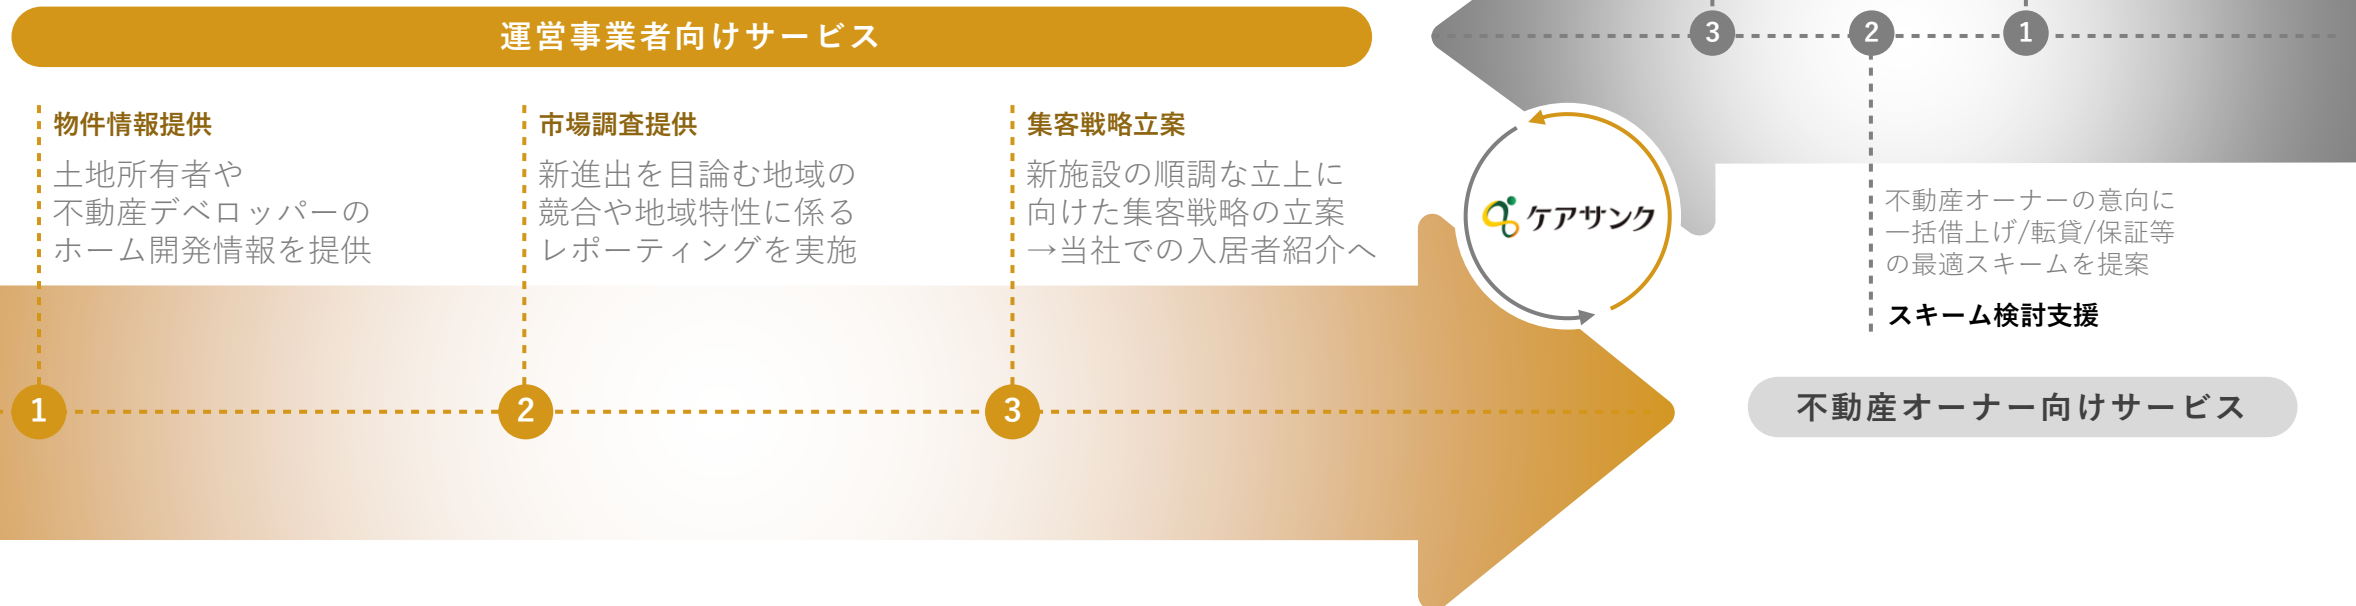 運営事業者向けサービス
物件情報提供
土地所有者や
不動産デベロッパーの
ホーム開発情報を提供
市場調査提供
新進出を目論む地域の
競合や地域特性に係る
レポーティングを実施
集客戦略立案
新施設の順調な立上に
向けた集客戦略の立案
→当社での入居者紹介へ
1
2
3
ケアサンク
3
2
1
不動産オーナーの意向に
一括借上げ/転貸/保証等
の最適スキームを提案
スキーム検討支援
不動産オーナー向けサービス